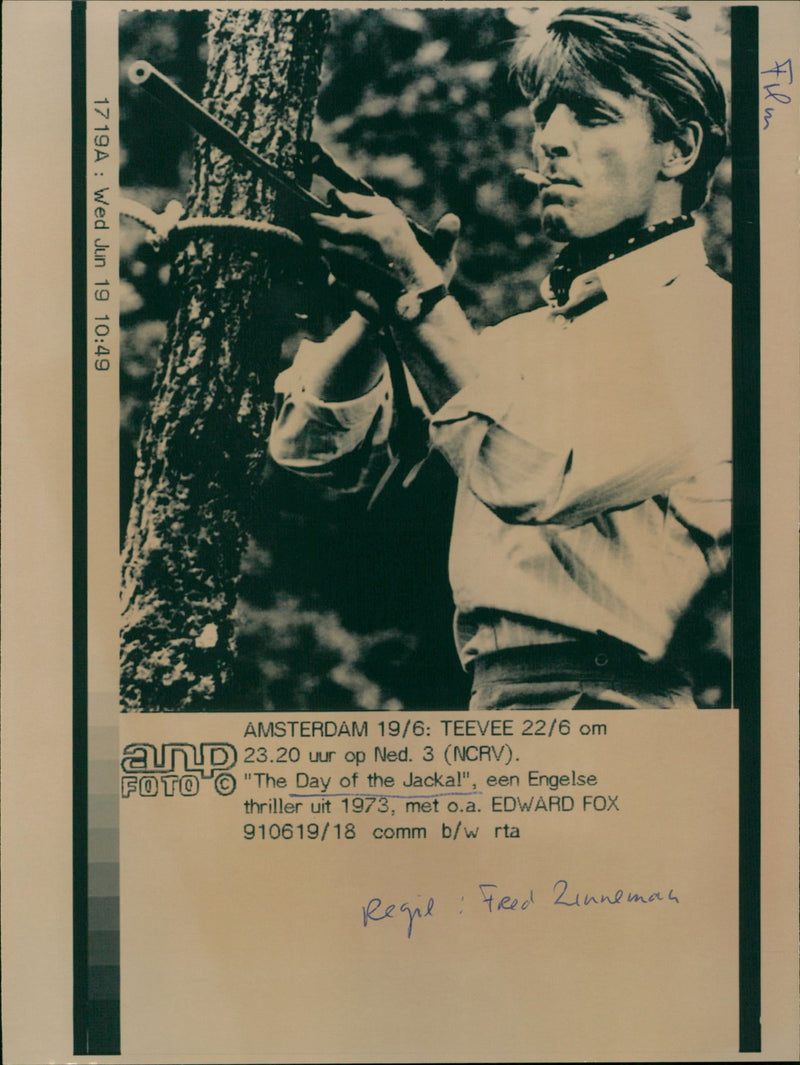 Film
1719A : Wed Jun 19 10:49
AMSTERDAM 19/6: TEEVEE 22/6 om
23.20 uur op Ned. 3 (NCRV).
"The Day of the Jackal", een Engelse
thriller uit 1973, met o.a. EDWARD FOX
910619/18 comm b/w rta
anp
FOTO ©
Regie : Fred Zinneman